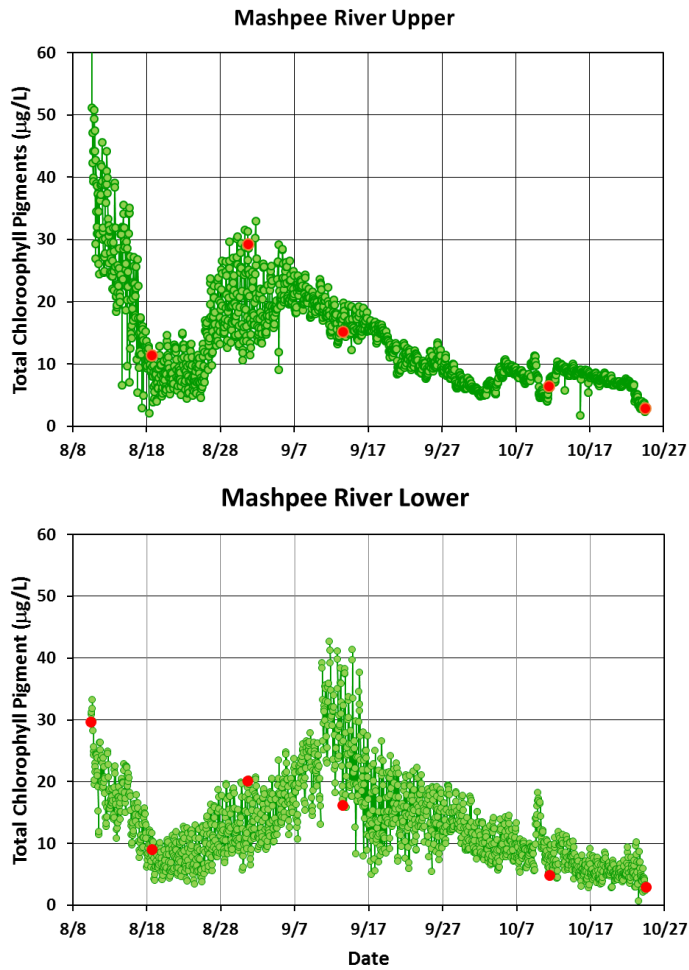 Mashpee River Upper
Total Chloroophyll Pigments (μg/L)
60
50
40
30
20
10
0
8/8 8/18 8/28 9/7 9/17 9/27 10/7 10/17 10/27
Mashpee River Lower
Total Chlorophyll Pigment (μg/L)
60
50
40
30
20
10
0
8/8 8/18 8/28 9/7 9/17 9/27 10/7 10/17 10/27
Date